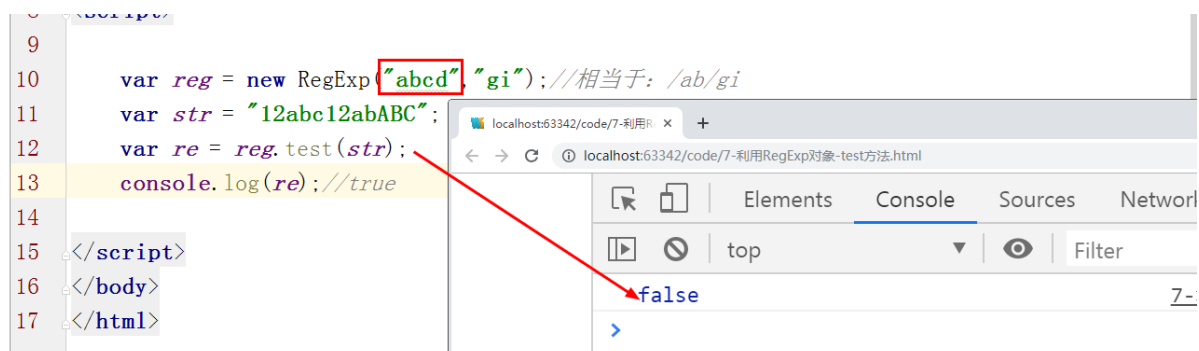 8 <script>
9
10 var reg = new RegExp("abcd","gi");//相当于: /ab/gi
11 var str = "12abc12abABC";
12 var re = reg.test(str);
13 console.log(re);//true
14
15 </script>
16 </body>
17 </html>
localhost:63342/code/7-利用R × +
localhost:63342/code/7-利用RegExp对象-test方法.html
Elements Console Sources Networ
top ▼ Filter
false 7-
>